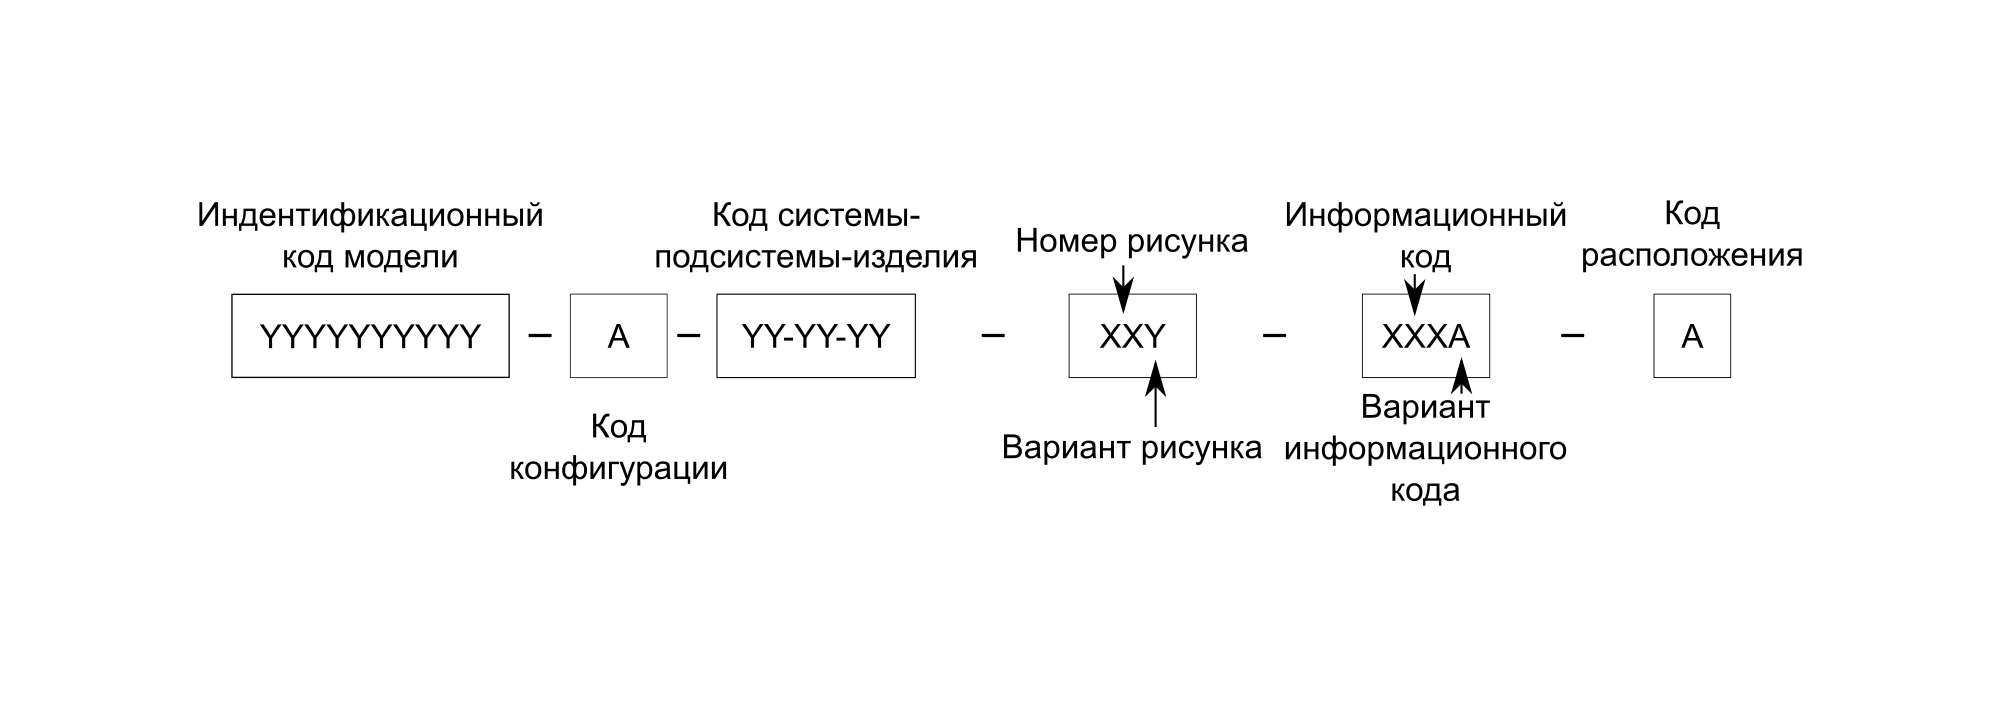 Индентификационный
код модели
Код системы-
подсистемы-изделия
Номер рисунка
Информационный
код
Код
расположения
YYYYYYYYYY – A – YY-YY-YY – XXY – XXXA – A
Код
конфигурации
Вариант рисунка
Вариант
информационного
кода